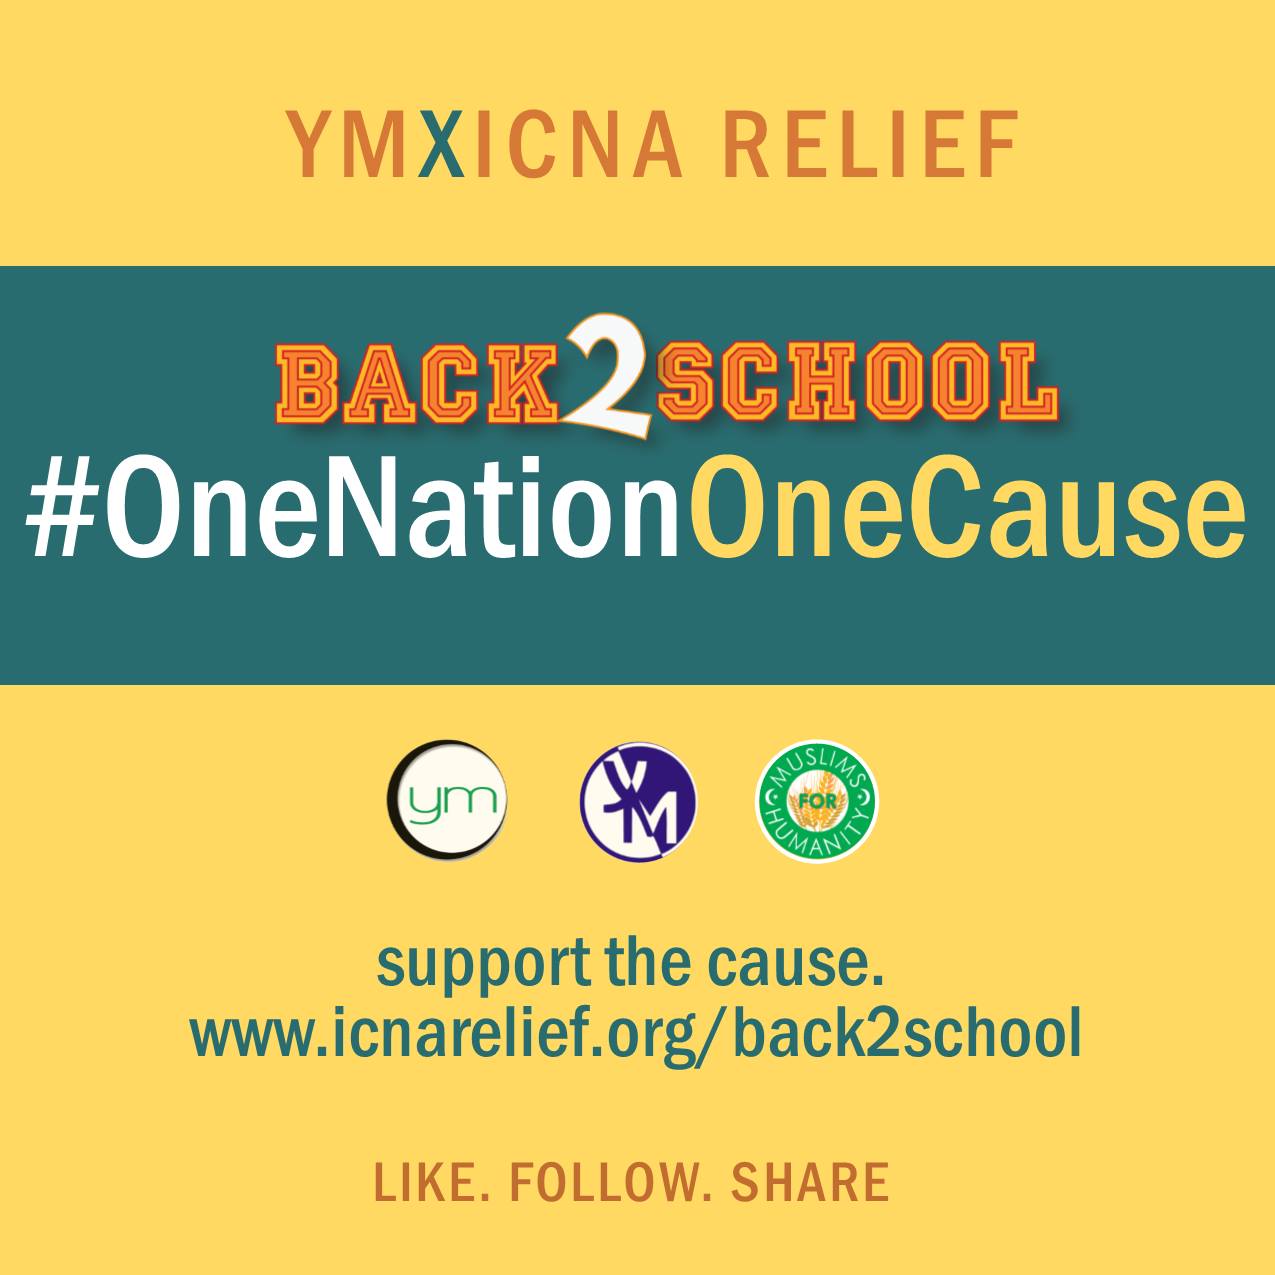 YMXICNA RELIEF
BACK2SCHOOL
#OneNationOneCause
ym
YM
MUSLIMS
FOR
HUMANITY
support the cause.
www.icnarelief.org/back2school
LIKE. FOLLOW. SHARE